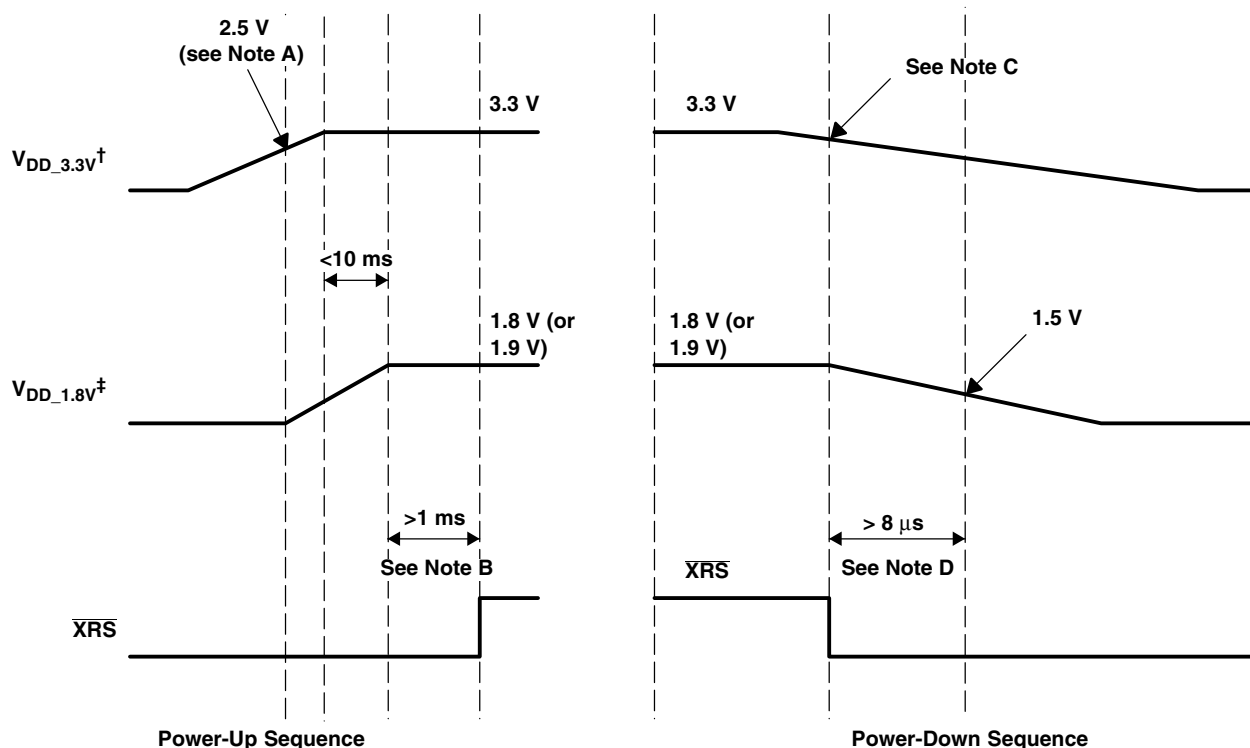 2.5 V
(see Note A)
See Note C
3.3 V
3.3 V
VDD_3.3V†
<10 ms
1.8 V (or
1.9 V)
1.8 V (or
1.9 V)
1.5 V
VDD_1.8V‡
>1 ms
See Note B
> 8 μs
See Note D
XRS
XRS
Power-Up Sequence
Power-Down Sequence